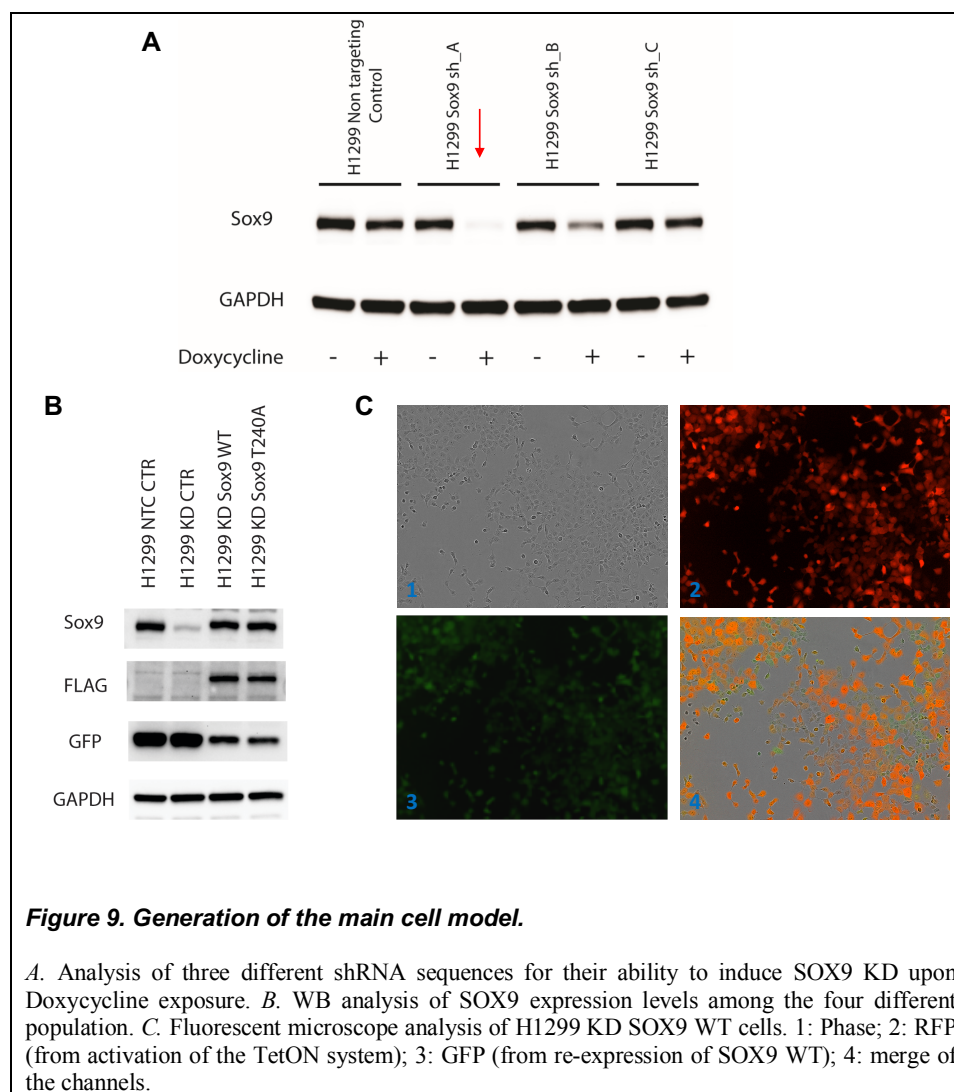 A
H1299 Non targeting
Control
H1299 Sox9 sh_A
H1299 Sox9 sh_B
H1299 Sox9 sh_C
Sox9
GAPDH
Doxycycline - + - + - + - +
B
H1299 NTC CTR
H1299 KD CTR
H1299 KD Sox9 WT
H1299 KD Sox9 T240A
Sox9
FLAG
GFP
GAPDH
C
1
2
3
4
Figure 9. Generation of the main cell model.
A. Analysis of three different shRNA sequences for their ability to induce SOX9 KD upon
Doxycycline exposure. B. WB analysis of SOX9 expression levels among the four different
population. C. Fluorescent microscope analysis of H1299 KD SOX9 WT cells. 1: Phase; 2: RFP
(from activation of the TetON system); 3: GFP (from re-expression of SOX9 WT); 4: merge of
the channels.